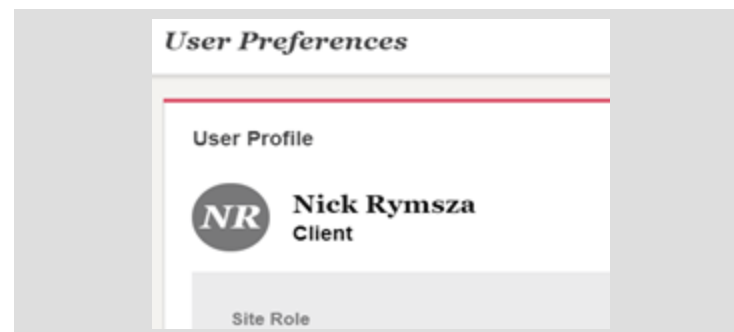 User Preferences
User Profile
NR
Nick Rymsza
Client
Site Role